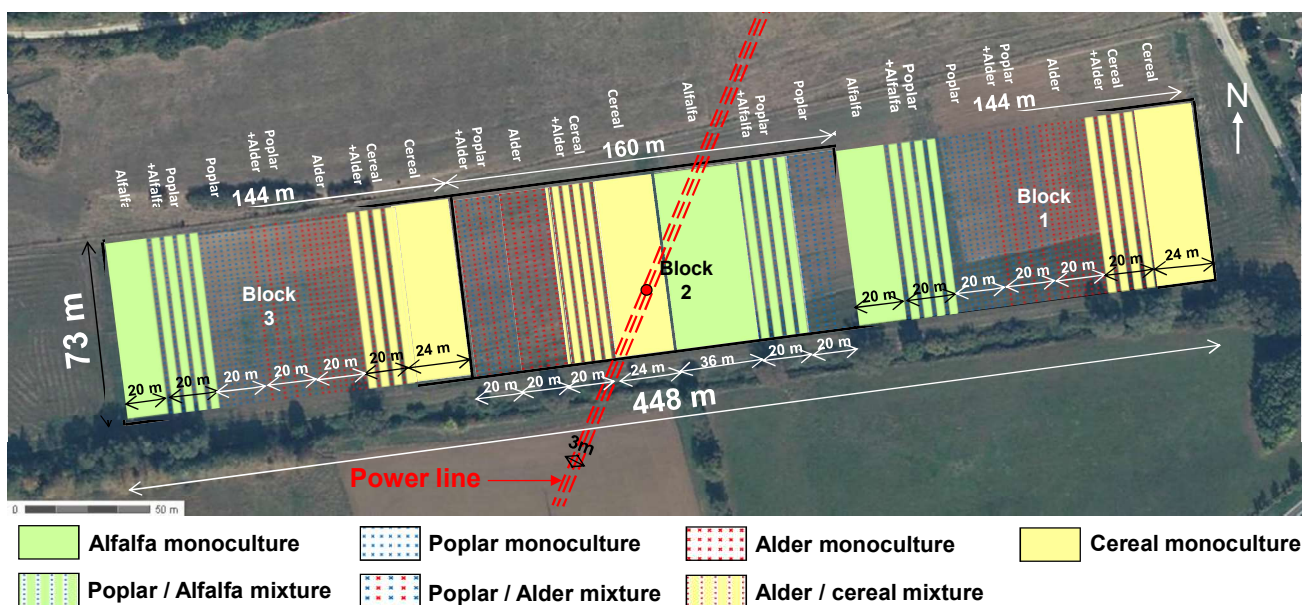 Alfalfa
Poplar
+Alfalfa
Poplar
Poplar
+Alder
Alder
Cereal
+Alder
Cereal
Poplar
+Alder
Alder
Cereal
+Alder
Cereal
Alfalfa
Poplar
+Alfalfa
Poplar
Alfalfa
Poplar
+Alfalfa
Poplar
Poplar
+Alder
Alder
Cereal
+Alder
Cereal
144 m
160 m
144 m
N
73 m
Block
3
Block
2
Block
1
20 m
20 m
20 m
20 m
20 m
20 m
24 m
20 m
20 m
20 m
24 m
36 m
20 m
20 m
20 m
20 m
20 m
20 m
20 m
20 m
24 m
448 m
3m
Power line
0 50 m
Alfalfa monoculture
Poplar monoculture
Alder monoculture
Cereal monoculture
Poplar / Alfalfa mixture
Poplar / Alder mixture
Alder / cereal mixture